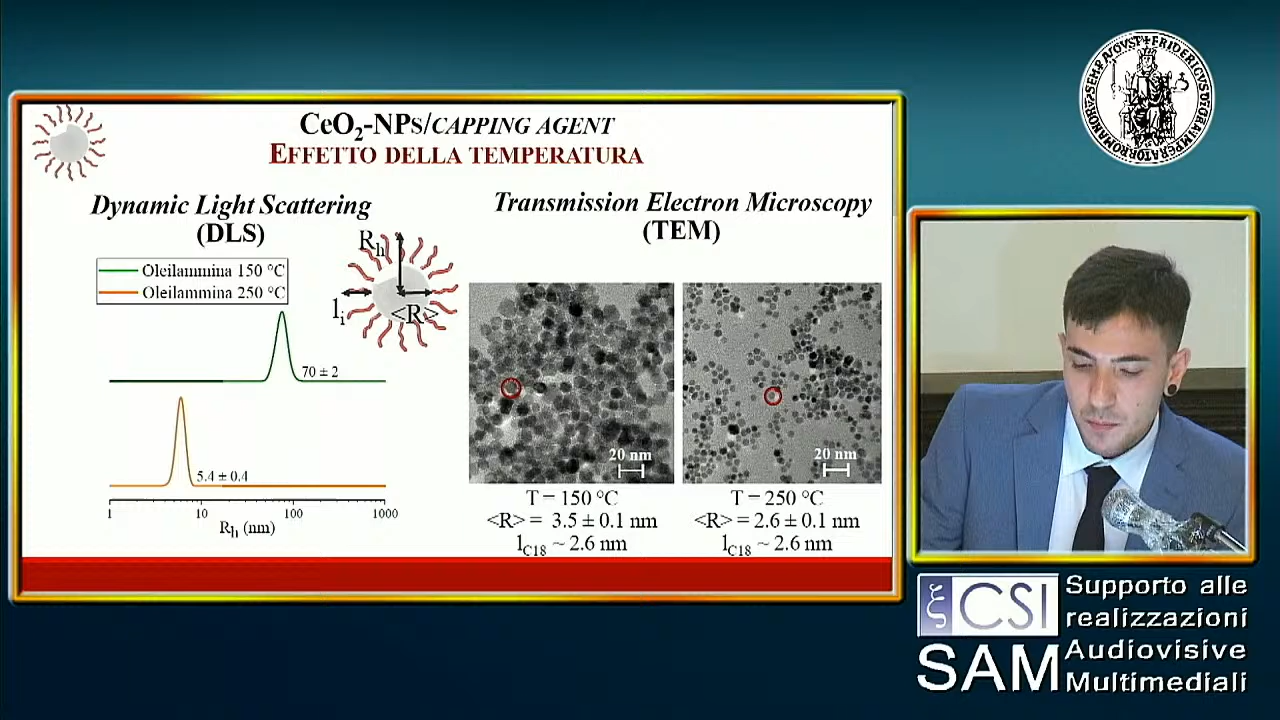 CeO2-NPs/CAPPING AGENT
EFFETTO DELLA TEMPERATURA
Dynamic Light Scattering
(DLS)
Oleilammina 150 °C
Oleilammina 250 °C
Rh
li
<R>
70 ± 2
5.4 ± 0.4
1 10 100 1000
Rh (nm)
Transmission Electron Microscopy
(TEM)
20 nm
20 nm
T = 150 °C
<R> = 3.5 ± 0.1 nm
lC18 ~ 2.6 nm
T = 250 °C
<R> = 2.6 ± 0.1 nm
lC18 ~ 2.6 nm
CSI
SAM
Supporto alle
realizzazioni
Audiovisive
Multimediali